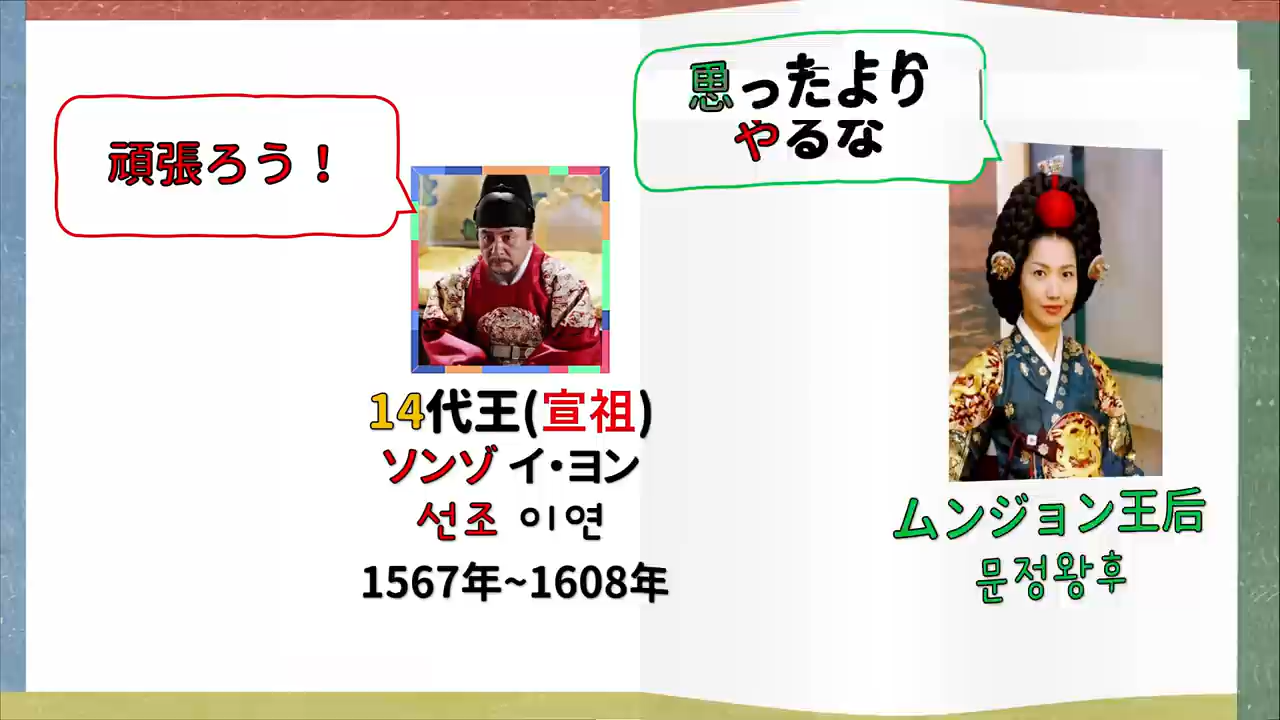 頑張ろう！
思ったより
やるな
14代王(宣祖)
ソンゾ イ・ヨン
선조 이연
1567年~1608年
ムンジョン王后
문정왕후